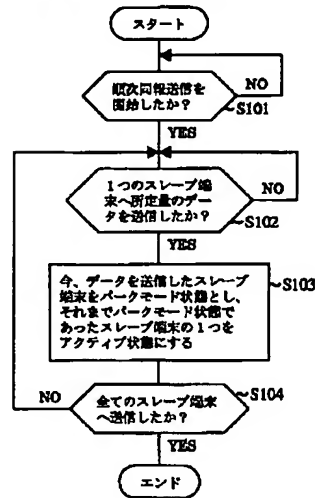 スタート
順次同報送信を
開始したか？
NO
S101
YES
1つのスレーブ端
末へ所定量のデー
タを送信したか？
NO
S102
YES
今、データを送信したスレーブ
端末をパークモード状態とし、
それまでパークモード状態で
あったスレーブ端末の1つを
アクティブ状態にする
S103
NO
全てのスレーブ端末
へ送信したか？
S104
YES
エンド